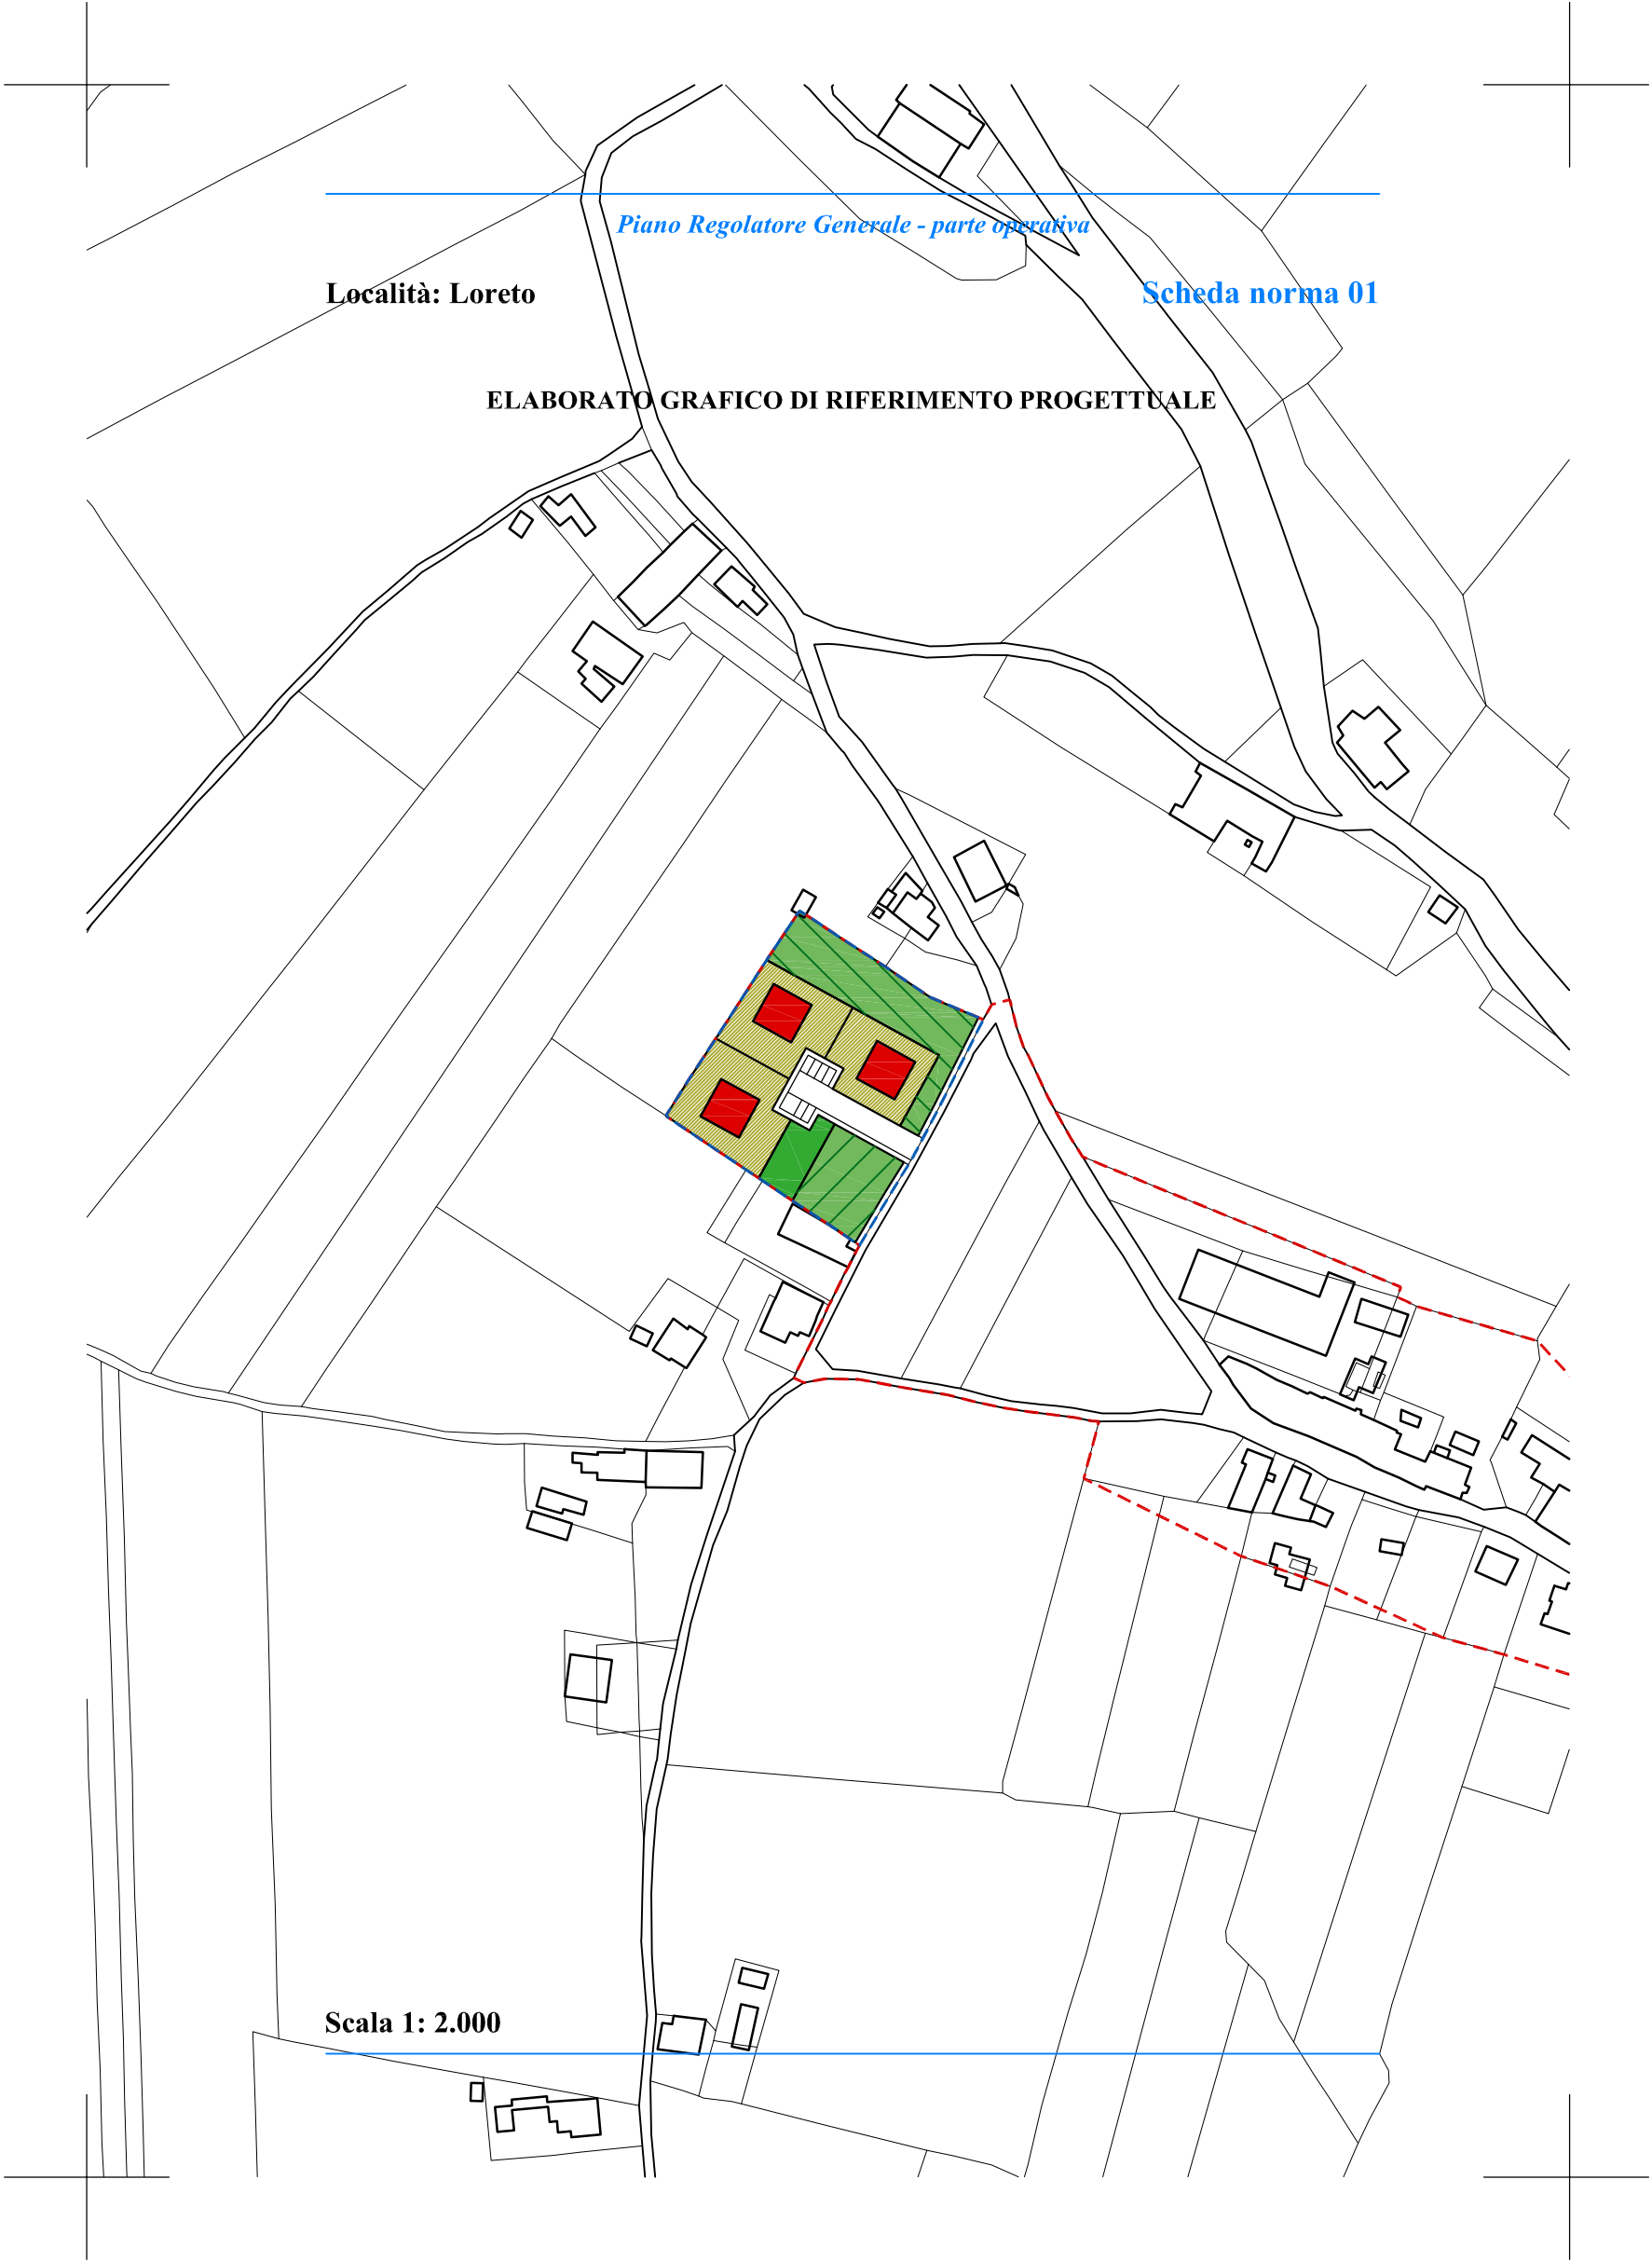 Piano Regolatore Generale - parte operativa
Località: Loreto
Scheda norma 01
ELABORATO GRAFICO DI RIFERIMENTO PROGETTUALE
Scala 1: 2.000